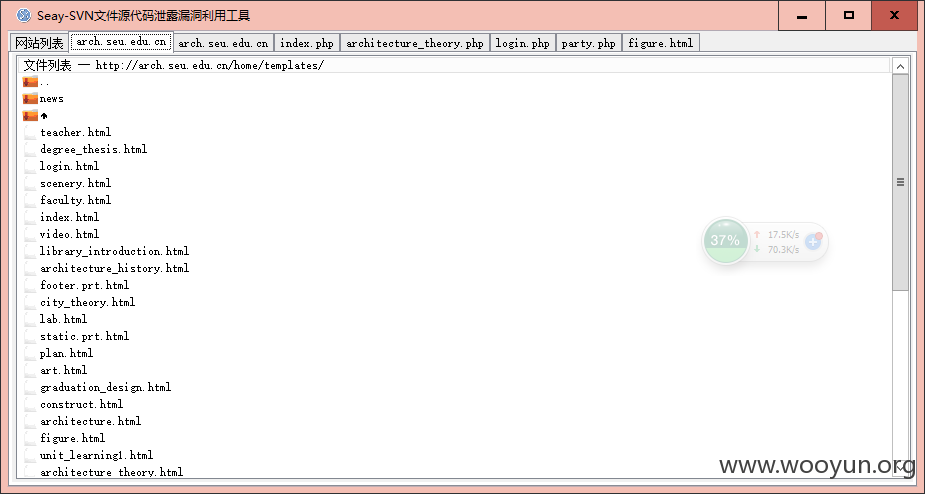 Seay-SVN文件源代码泄露漏洞利用工具
网站列表 arch.seu.edu.cn arch.seu.edu.cn index.php architecture_theory.php login.php party.php figure.html
文件列表 — http://arch.seu.edu.cn/home/templates/
..
news
teacher.html
degree_thesis.html
login.html
scenery.html
faculty.html
index.html
video.html
library_introduction.html
architecture_history.html
footer.prt.html
city_theory.html
lab.html
static.prt.html
plan.html
art.html
graduation_design.html
construct.html
architecture.html
figure.html
unit_learning1.html
architecture_theory.html
37%
17.5K/s
70.3K/s
www.wooyun.org